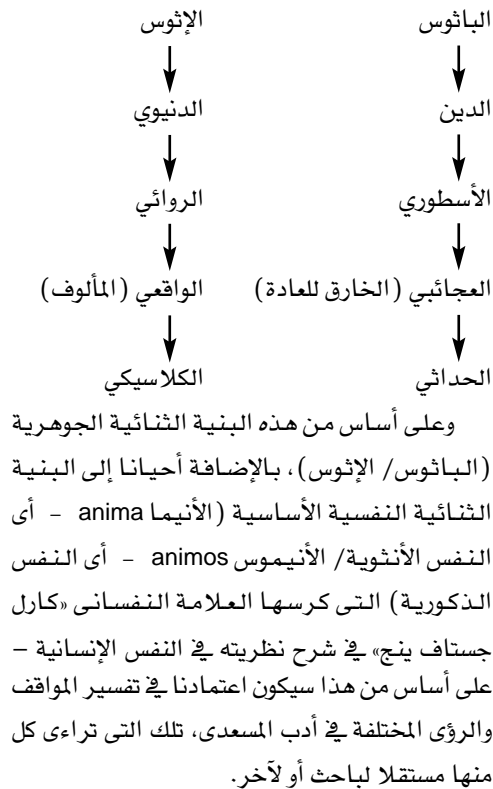 الباثوس الإثوس
الدين الدنيوي
الأسطوري الروائي
العجائبي (الخارق للعادة) الواقعي (المألوف)
الحداثي الكلاسيكي
وعلى أساس من هذه البنية الثنائية الجوهرية
(الباثوس/ الإثوس)، بالإضافة أحيانا إلى البنية
الثنائية النفسية الأساسية (الأنيما anima – أى
النفس الأنثوية/ الأنيموس animos – أى النفس
الذكورية) التى كرسها العلامة النفسانى «كارل
جستاف ينج» في شرح نظريته في النفس الإنسانية –
على أساس من هذا سيكون اعتمادنا في تفسير المواقف
والرؤى المختلفة في أدب المسعدى، تلك التى تراءى كل
منها مستقلا لباحث أو لآخر.